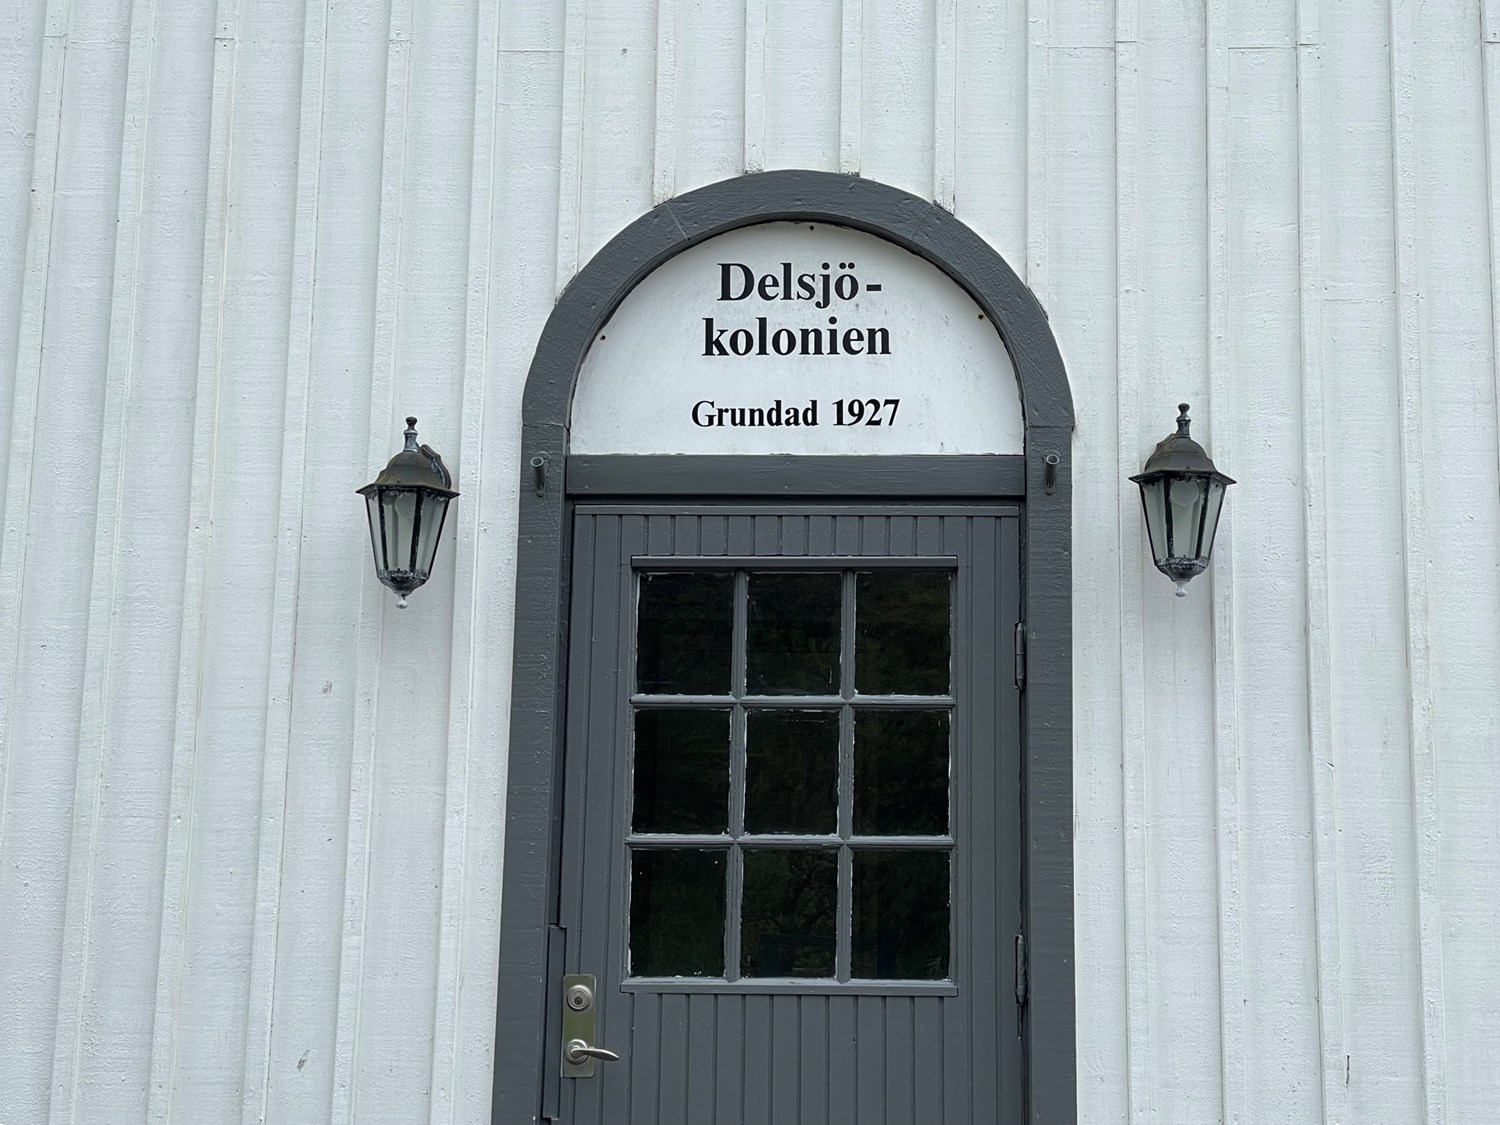 Delsjö-
kolonien
Grundad 1927